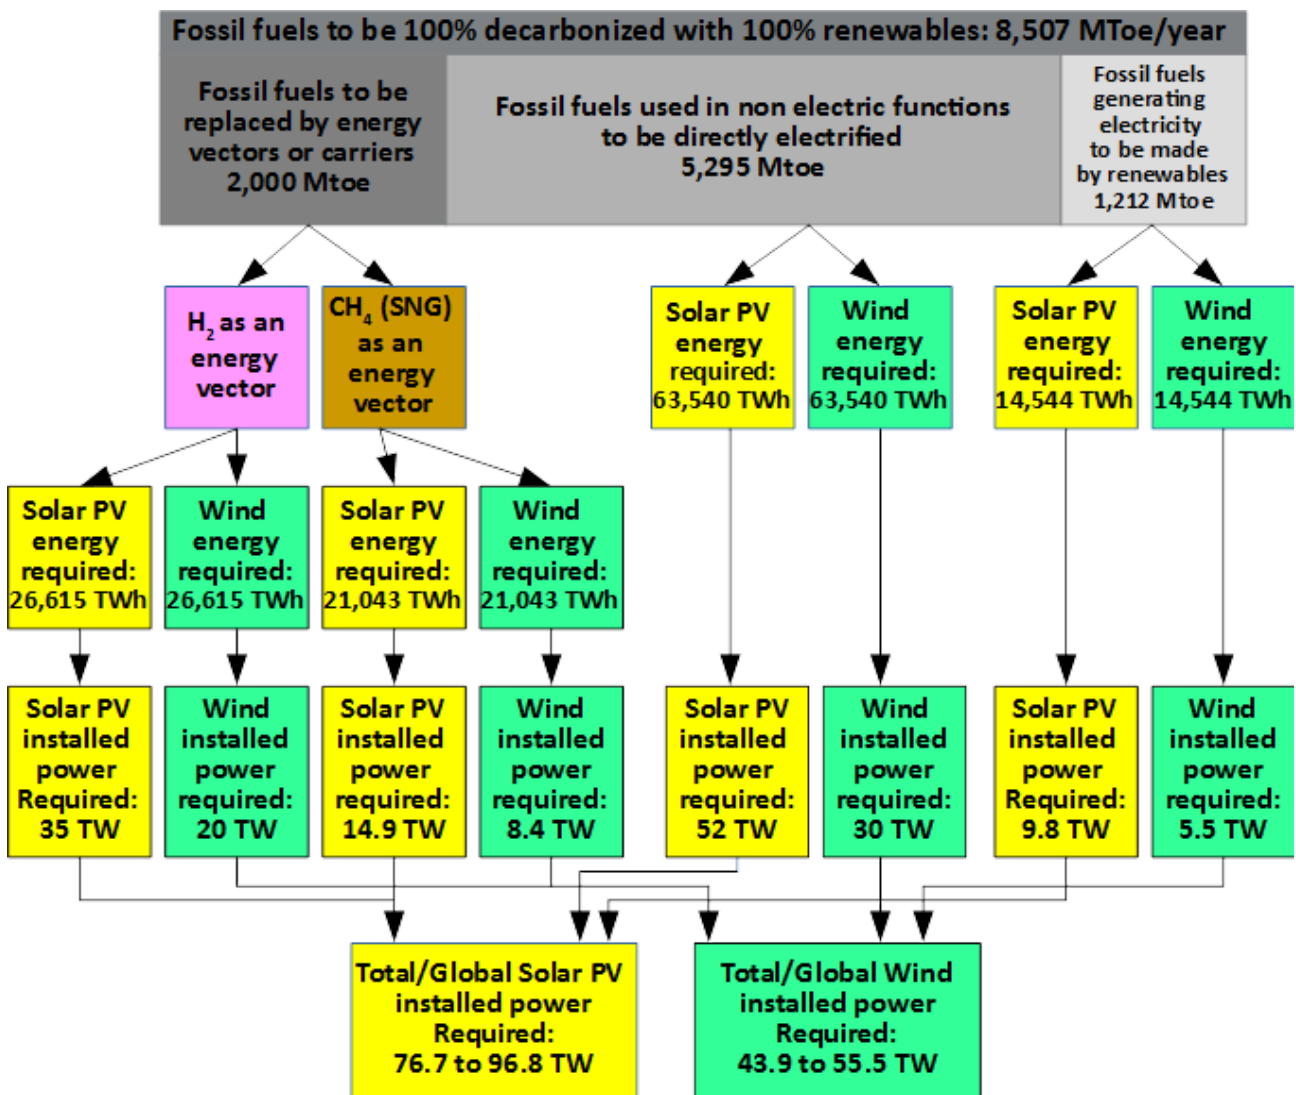 Fossil fuels to be 100% decarbonized with 100% renewables: 8,507 MToe/year
Fossil fuels to be
replaced by energy
vectors or carriers
2,000 Mtoe
Fossil fuels used in non electric functions
to be directly electrified
5,295 Mtoe
Fossil fuels
generating
electricity
to be made
by renewables
1,212 Mtoe
H2 as an
energy
vector
CH4 (SNG)
as an
energy
vector
Solar PV
energy
required:
63,540 TWh
Wind
energy
required:
63,540 TWh
Solar PV
energy
required:
14,544 TWh
Wind
energy
required:
14,544 TWh
Solar PV
energy
required:
26,615 TWh
Wind
energy
required:
26,615 TWh
Solar PV
energy
required:
21,043 TWh
Wind
energy
required:
21,043 TWh
Solar PV
installed
power
Required:
35 TW
Wind
installed
power
required:
20 TW
Solar PV
installed
power
required:
14.9 TW
Wind
installed
power
required:
8.4 TW
Solar PV
installed
power
required:
52 TW
Wind
installed
power
required:
30 TW
Solar PV
installed
power
Required:
9.8 TW
Wind
installed
power
required:
5.5 TW
Total/Global Solar PV
installed power
Required:
76.7 to 96.8 TW
Total/Global Wind
installed power
Required:
43.9 to 55.5 TW